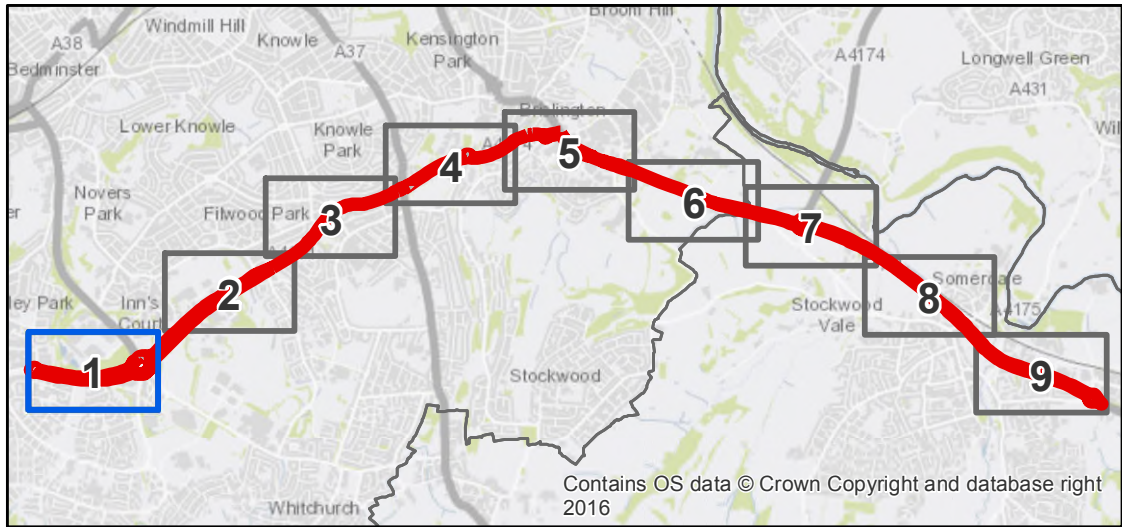 Broom Hill
Windmill Hill
A38
Knowle
A37
Kensington
Park
A4174
Longwell Green
Bedminster
A431
Brislington
Lower Knowle
Knowle
Park
4
5
Novers
Park
Filwood Park
3
6
7
Inn's
Court
2
Somerdale
8
A4175
Stockwood
Vale
1
Stockwood
9
Whitchurch
Contains OS data © Crown Copyright and database right
2016